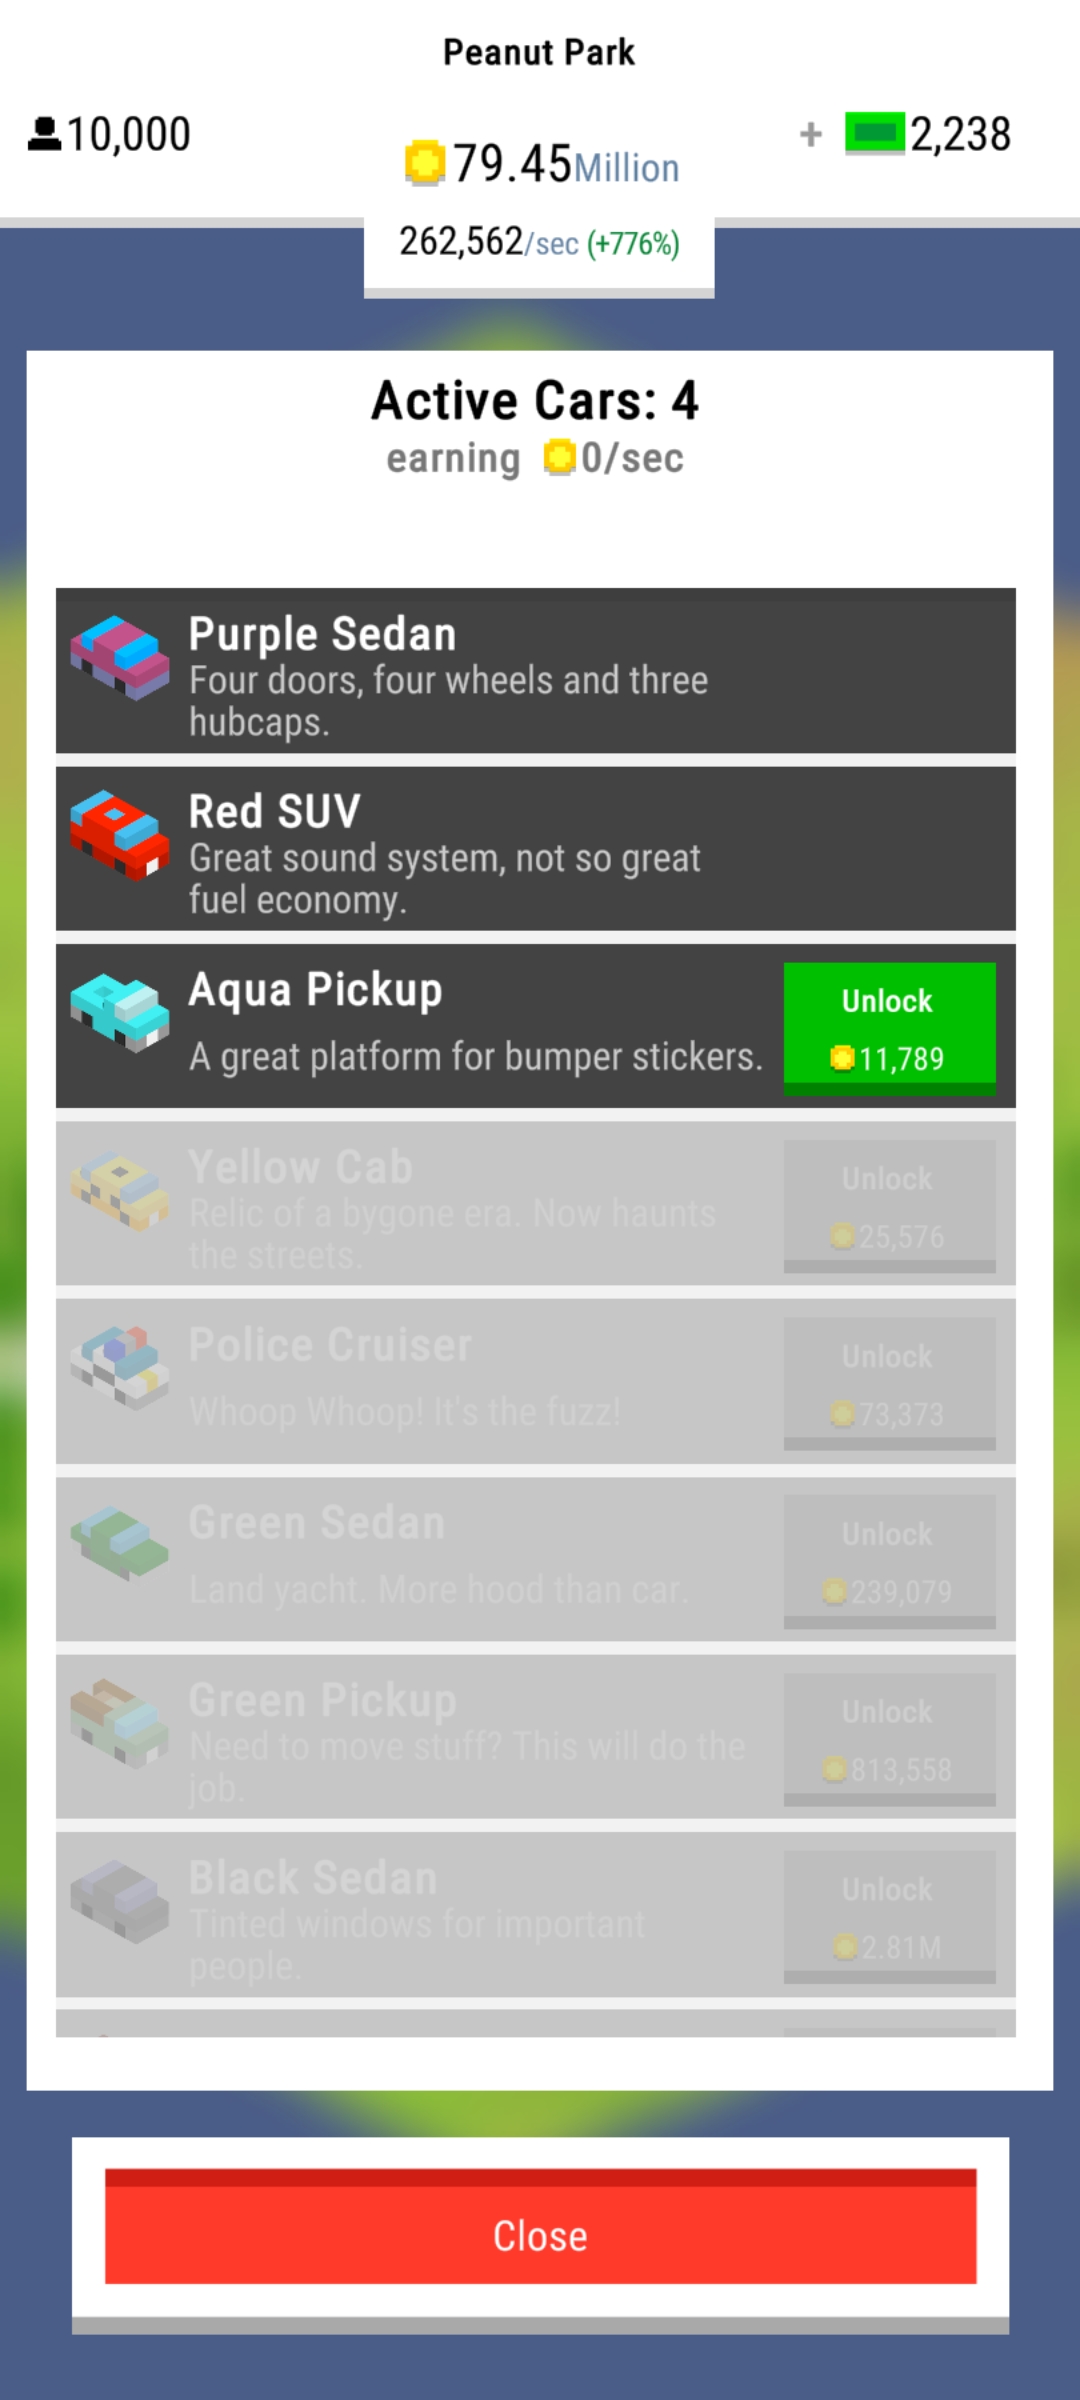 Peanut Park
10,000
79.45Million
+ 2,238
262,562/sec (+776%)
Active Cars: 4
earning 0/sec
Purple Sedan
Four doors, four wheels and three
hubcaps.
Red SUV
Great sound system, not so great
fuel economy.
Aqua Pickup
A great platform for bumper stickers.
Unlock
11,789
Yellow Cab
Relic of a bygone era. Now haunts
the streets.
Unlock
25,576
Police Cruiser
Whoop Whoop! It's the fuzz!
Unlock
73,373
Green Sedan
Land yacht. More hood than car.
Unlock
239,079
Green Pickup
Need to move stuff? This will do the
job.
Unlock
813,558
Black Sedan
Tinted windows for important
people.
Unlock
2.81M
Close